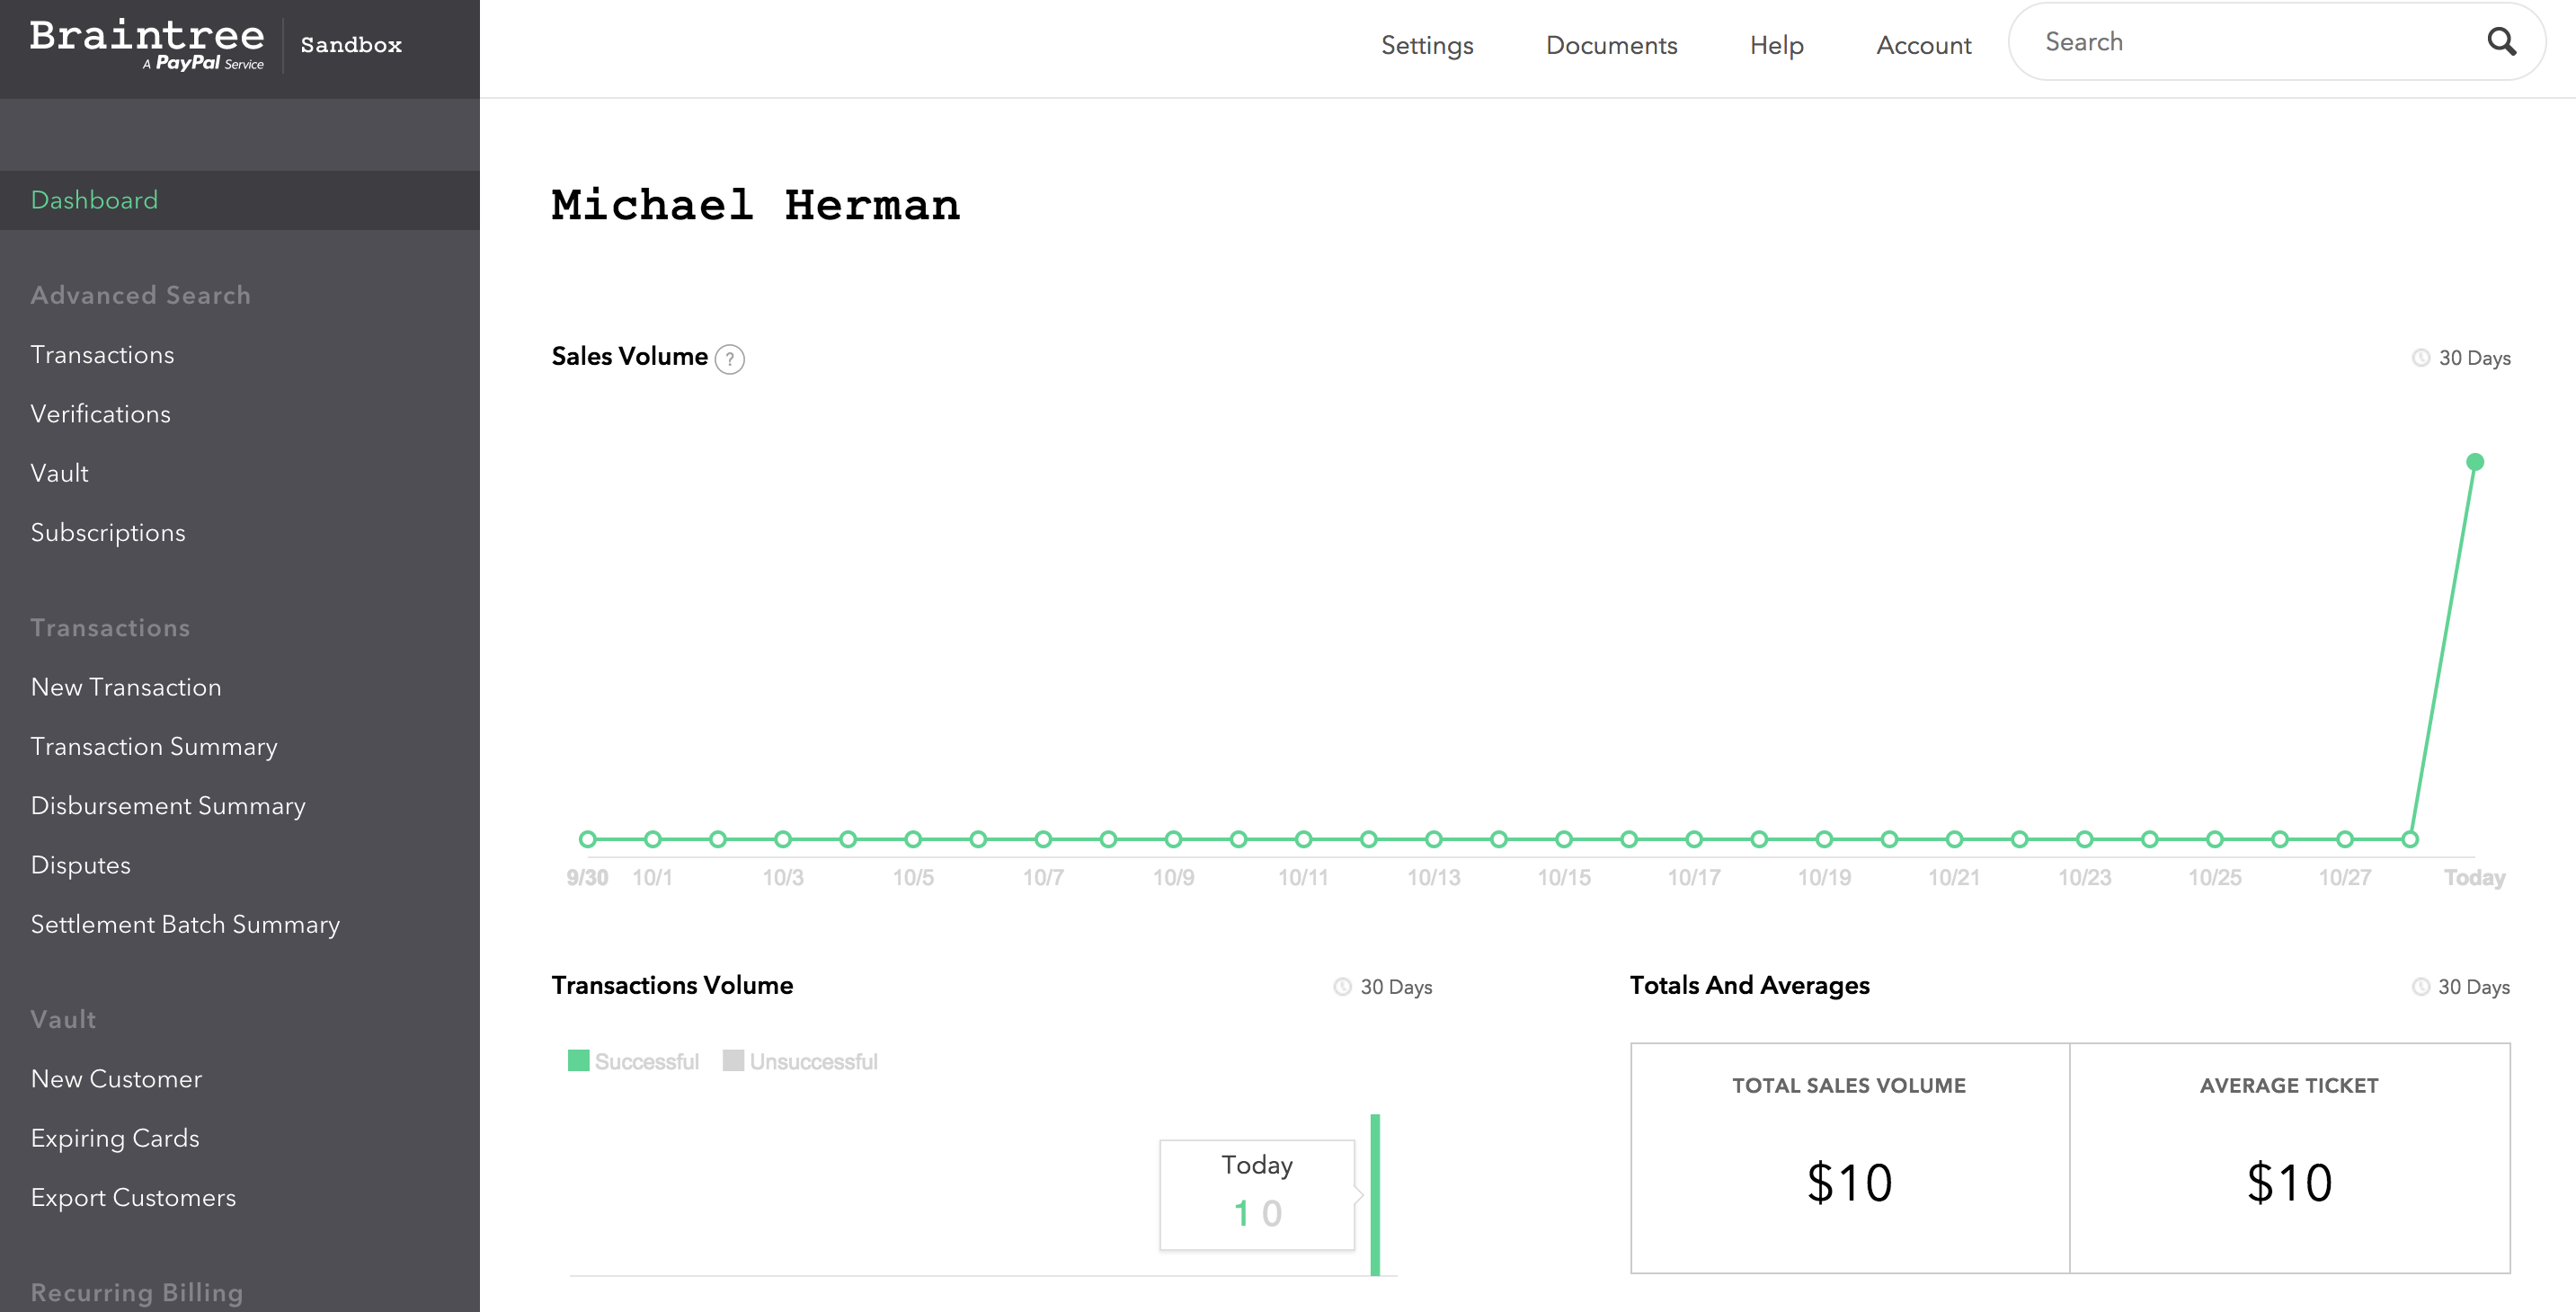 Braintree
A PayPal Service
Sandbox
Settings
Documents
Help
Account
Search
Dashboard
Advanced Search
Transactions
Verifications
Vault
Subscriptions
Transactions
New Transaction
Transaction Summary
Disbursement Summary
Disputes
Settlement Batch Summary
Vault
New Customer
Expiring Cards
Export Customers
Recurring Billing
Michael Herman
Sales Volume ?
30 Days
9/30 10/1 10/3 10/5 10/7 10/9 10/11 10/13 10/15 10/17 10/19 10/21 10/23 10/25 10/27 Today
Transactions Volume
30 Days
Successful Unsuccessful
Today
1 0
Totals And Averages
30 Days
TOTAL SALES VOLUME
$10
AVERAGE TICKET
$10